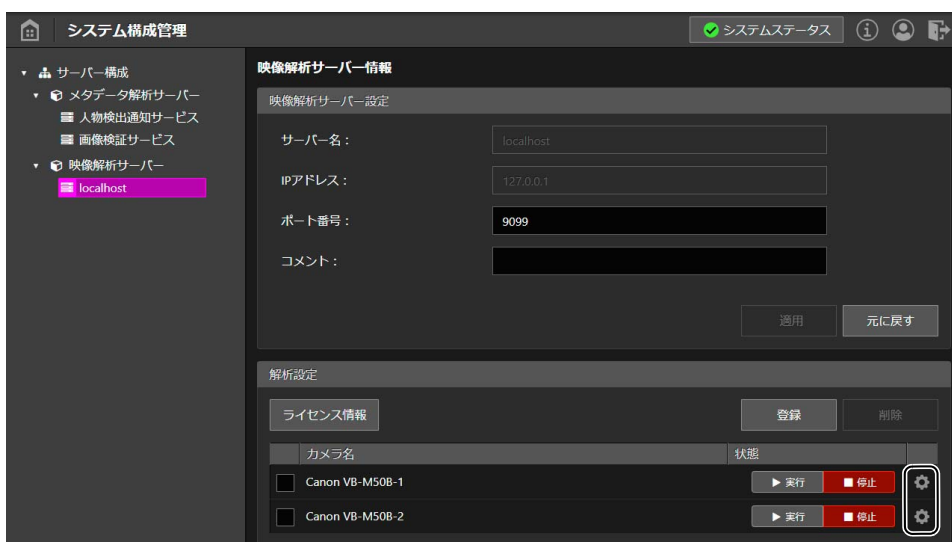 システム構成管理
システムステータス
サーバー構成
メタデータ解析サーバー
人物検出通知サービス
画像検証サービス
映像解析サーバー
localhost
映像解析サーバー情報
映像解析サーバー設定
サーバー名：
localhost
IPアドレス：
127.0.0.1
ポート番号：
9099
コメント：
適用
元に戻す
解析設定
ライセンス情報
登録
削除
カメラ名
状態
Canon VB-M50B-1
▶ 実行
■ 停止
Canon VB-M50B-2
▶ 実行
■ 停止